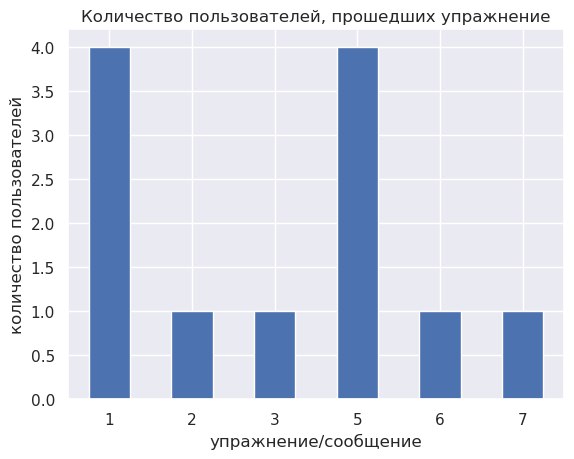 Количество пользователей, прошедших упражнение
количество пользователей
4.0
3.5
3.0
2.5
2.0
1.5
1.0
0.5
0.0
1 2 3 5 6 7
упражнение/сообщение